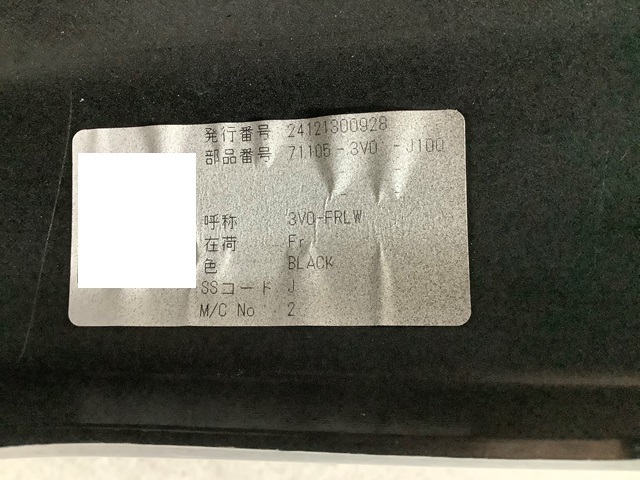 発行番号 24121300928
部品番号 71105-3V0 -J100
- -
- -
呼称 3V0-FRLW
在荷 Fr
色 BLACK
SSコード J
M/C No 2